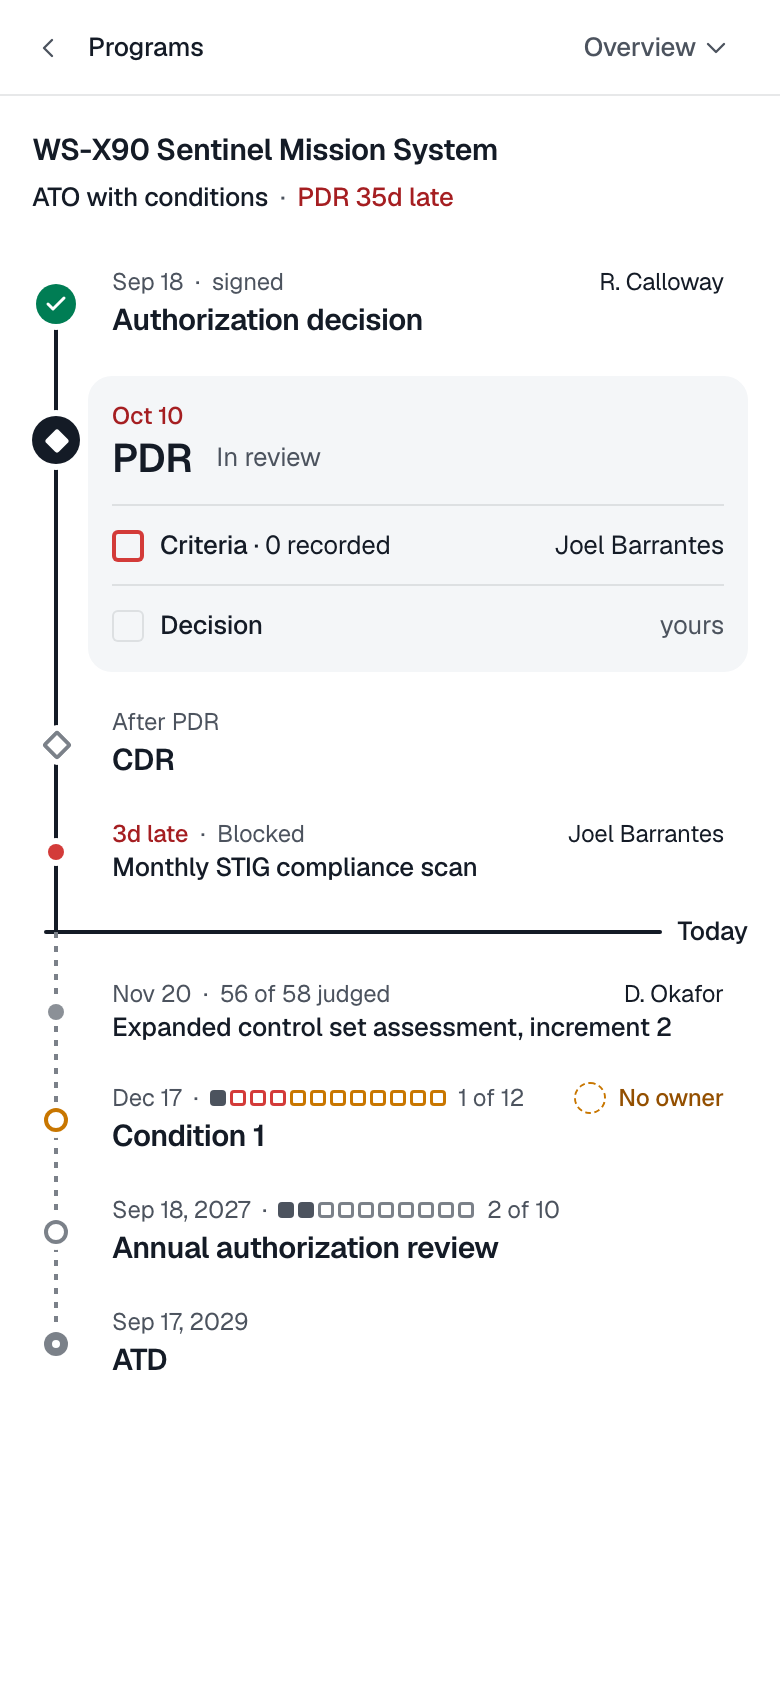 Programs
Overview
WS-X90 Sentinel Mission System
ATO with conditions · PDR 35d late
Sep 18 · signed
R. Calloway
Authorization decision
Oct 10
PDR In review
Criteria · 0 recorded
Joel Barrantes
Decision
yours
After PDR
CDR
3d late · Blocked
Joel Barrantes
Monthly STIG compliance scan
Today
Nov 20 · 56 of 58 judged
D. Okafor
Expanded control set assessment, increment 2
Dec 17 · 1 of 12
No owner
Condition 1
Sep 18, 2027 · 2 of 10
Annual authorization review
Sep 17, 2029
ATD